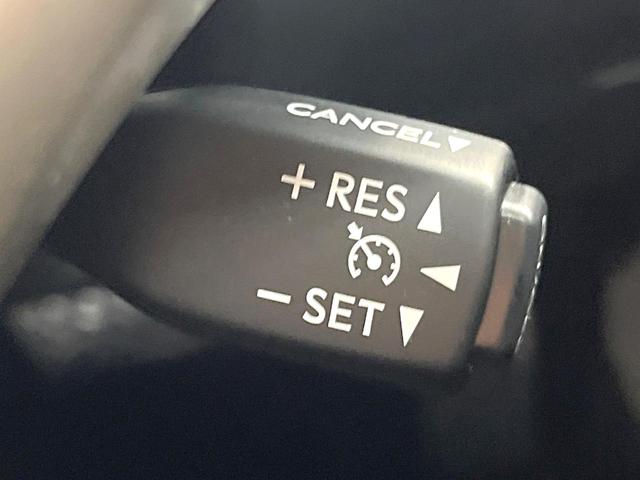 CANCEL▼
+ RES ▲
◀
− SET ▼